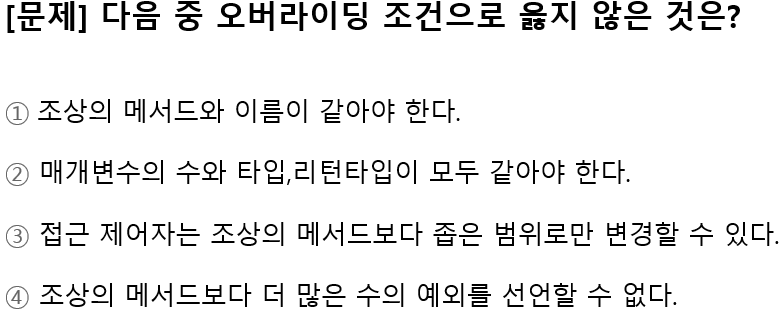 [문제] 다음 중 오버라이딩 조건으로 옳지 않은 것은?
① 조상의 메서드와 이름이 같아야 한다.
② 매개변수의 수와 타입,리턴타입이 모두 같아야 한다.
③ 접근 제어자는 조상의 메서드보다 좁은 범위로만 변경할 수 있다.
④ 조상의 메서드보다 더 많은 수의 예외를 선언할 수 없다.